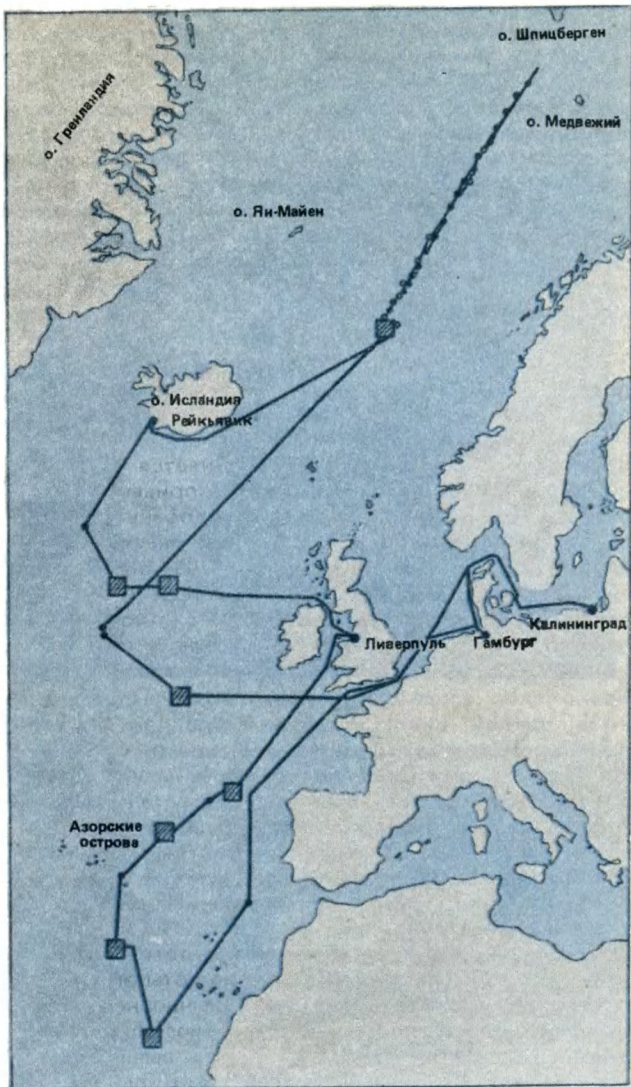 о. Шпицберген
о. Гренландия
о. Медвежий
о. Ян-Майен
о. Исландия
Рейкьявик
Калининград
Ливерпуль
Гамбург
Азорские
острова